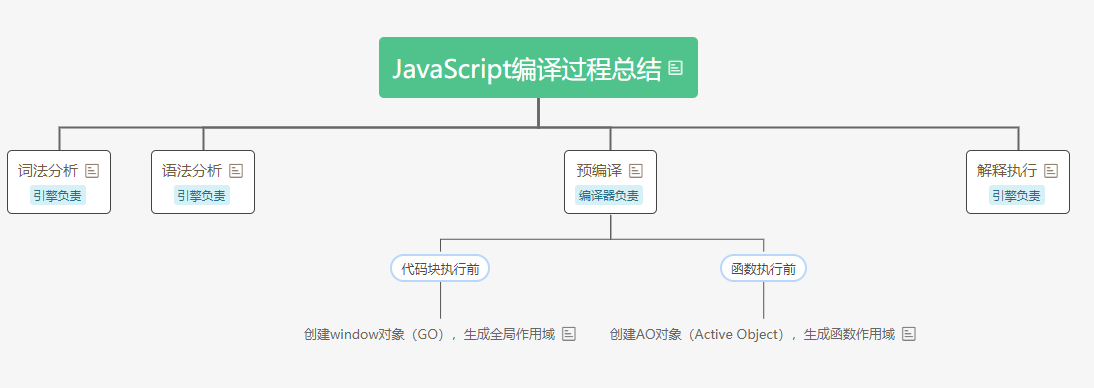 JavaScript编译过程总结
词法分析
引擎负责
语法分析
引擎负责
预编译
编译器负责
解释执行
引擎负责
代码块执行前
函数执行前
创建window对象（GO），生成全局作用域
创建AO对象（Active Object），生成函数作用域